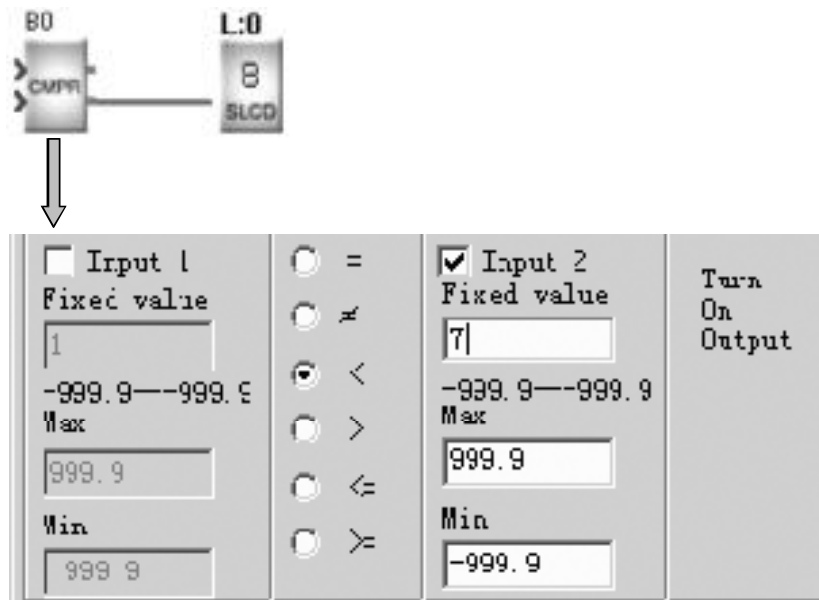 B0
L:0
CMPR
8
SLCD
Input 1
Fixed value
1
-999.9---999.9
Max
999.9
Min
999 9
=
≠
<
>
<=
>=
Input 2
Fixed value
7
-999.9---999.9
Max
999.9
Min
-999.9
Turn
On
Output